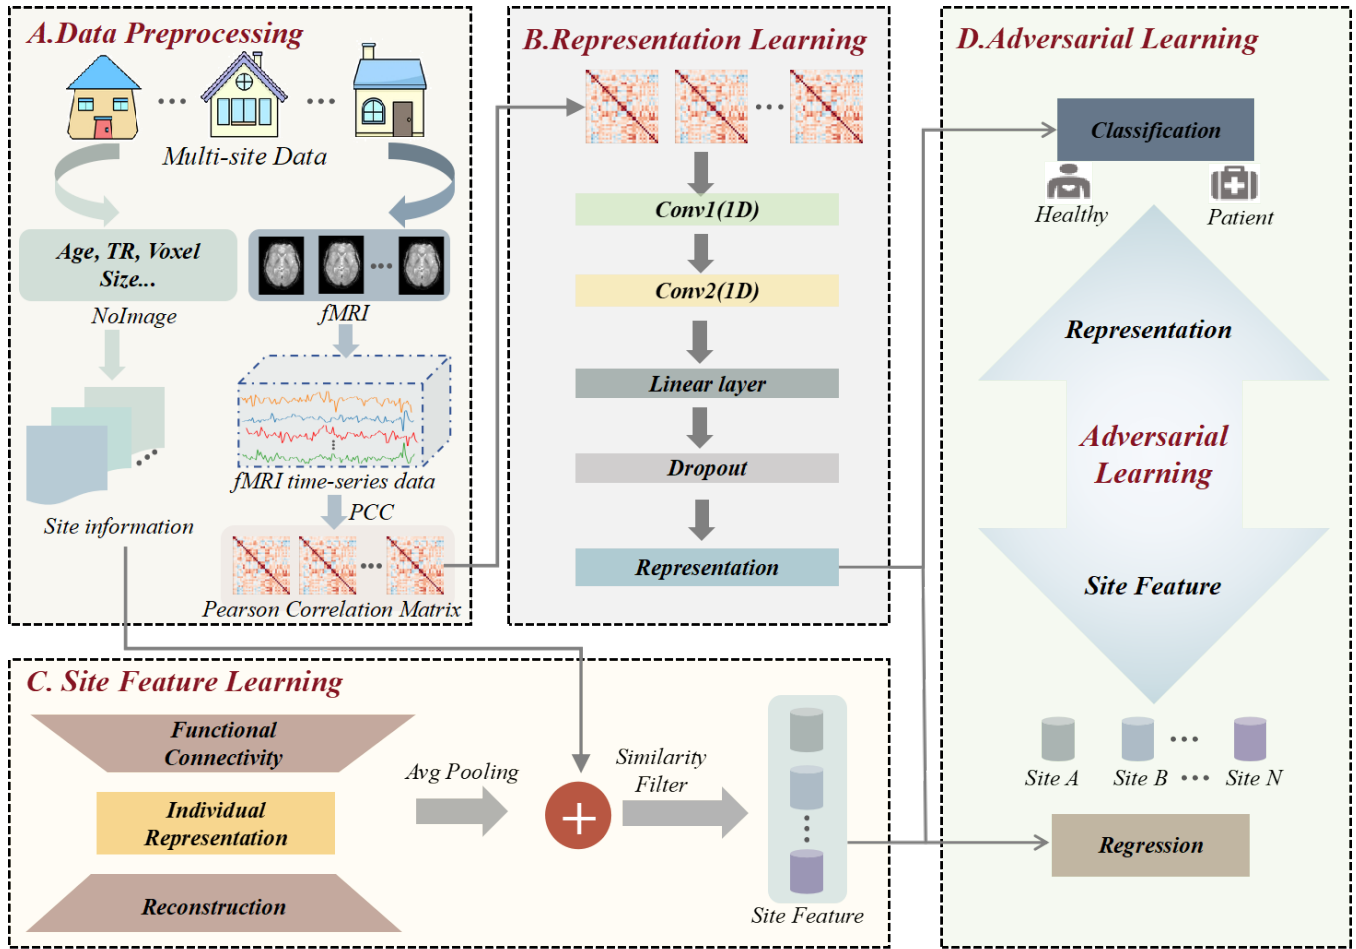 A.Data Preprocessing
Multi-site Data
Age, TR, Voxel
Size...
NoImage
fMRI
fMRI time-series data
Site information
PCC
Pearson Correlation Matrix
B.Representation Learning
Conv1(1D)
Conv2(1D)
Linear layer
Dropout
Representation
C. Site Feature Learning
Functional
Connectivity
Individual
Representation
Reconstruction
Avg Pooling
Similarity
Filter
Site Feature
D.Adversarial Learning
Classification
Healthy
Patient
Representation
Adversarial
Learning
Site Feature
Site A
Site B
Site N
Regression